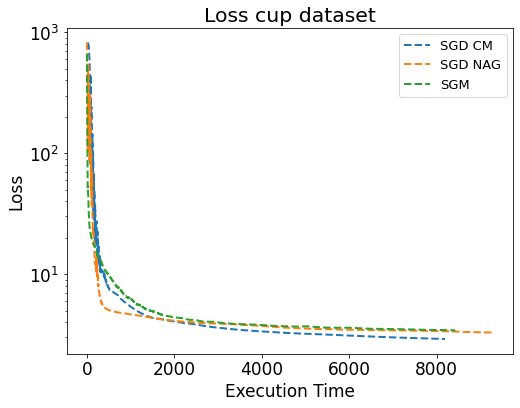 Loss cup dataset
SGD CM
SGD NAG
SGM
10³
10²
10¹
Loss
0 2000 4000 6000 8000
Execution Time